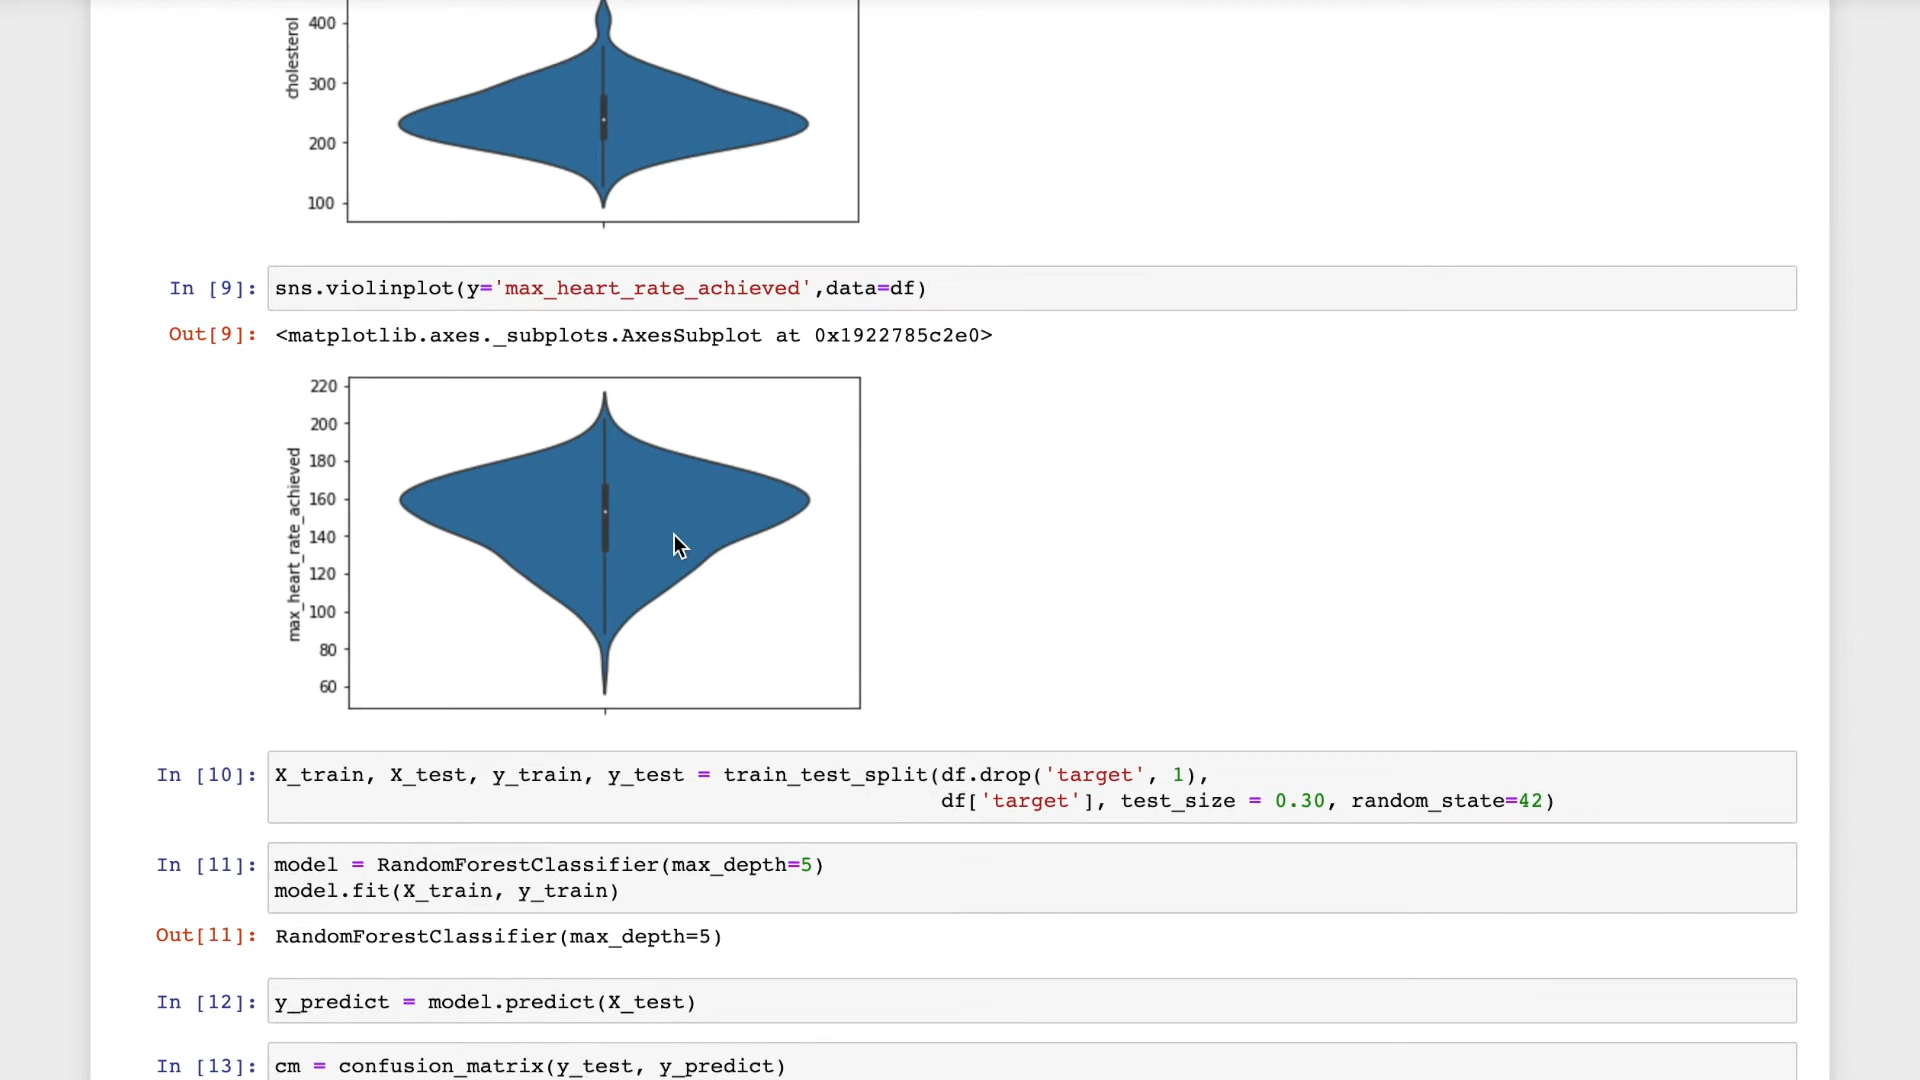 cholesterol
400
300
200
100
In [9]: sns.violinplot(y='max_heart_rate_achieved',data=df)
Out[9]: <matplotlib.axes._subplots.AxesSubplot at 0x1922785c2e0>
max_heart_rate_achieved
220
200
180
160
140
120
100
80
60
In [10]: X_train, X_test, y_train, y_test = train_test_split(df.drop('target', 1),
df['target'], test_size = 0.30, random_state=42)
In [11]: model = RandomForestClassifier(max_depth=5)
model.fit(X_train, y_train)
Out[11]: RandomForestClassifier(max_depth=5)
In [12]: y_predict = model.predict(X_test)
In [13]: cm = confusion_matrix(y_test, y_predict)